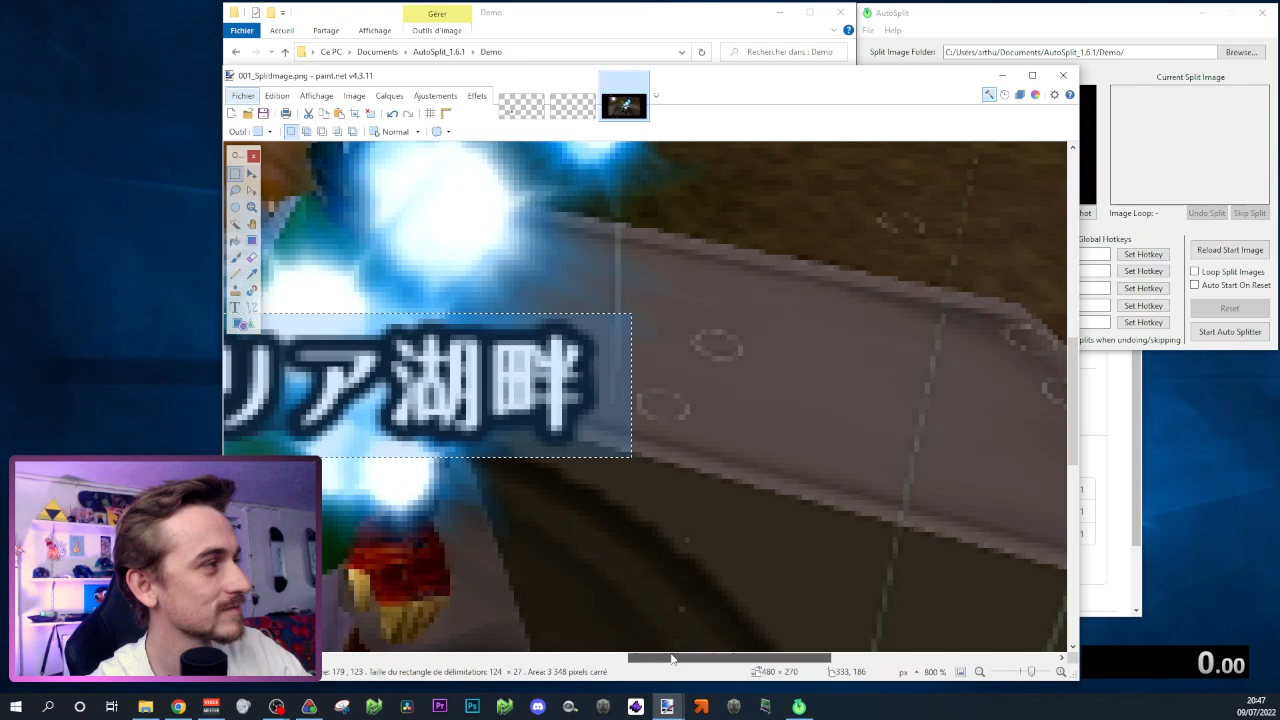 Gérer
Demo
Fichier
Accueil
Partage
Affichage
Outils d'image
Ce PC
Documents
AutoSplit_1.6.1
Demo
Rechercher dans : Demo
AutoSplit
File
Help
Split Image Folder:
C:/Users/arthu/Documents/AutoSplit_1.6.1/Demo/
Browse...
001_SplitImage.png - paint.net v4.3.11
Current Split Image
Fichier
Edition
Affichage
Image
Calques
Ajustements
Effets
Outil :
Normal
リア湖畔
Image Loop: -
Undo Split
Skip Split
Global Hotkeys
Set Hotkey
Set Hotkey
Set Hotkey
Set Hotkey
Set Hotkey
Reload Start Image
Loop Split Images
Auto Start On Reset
Reset
Start Auto Splitter
plits when undoing/skipping
: 179, 123. Taille du rectangle de délimitation: 124 × 27. Area: 3 348 pixels carré
480 × 270
333, 186
px
800 %
0.00
20:47
09/07/2022